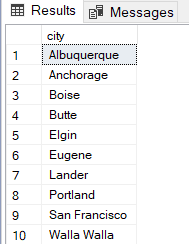 Results Messages
city
1 Albuquerque
2 Anchorage
3 Boise
4 Butte
5 Elgin
6 Eugene
7 Lander
8 Portland
9 San Francisco
10 Walla Walla